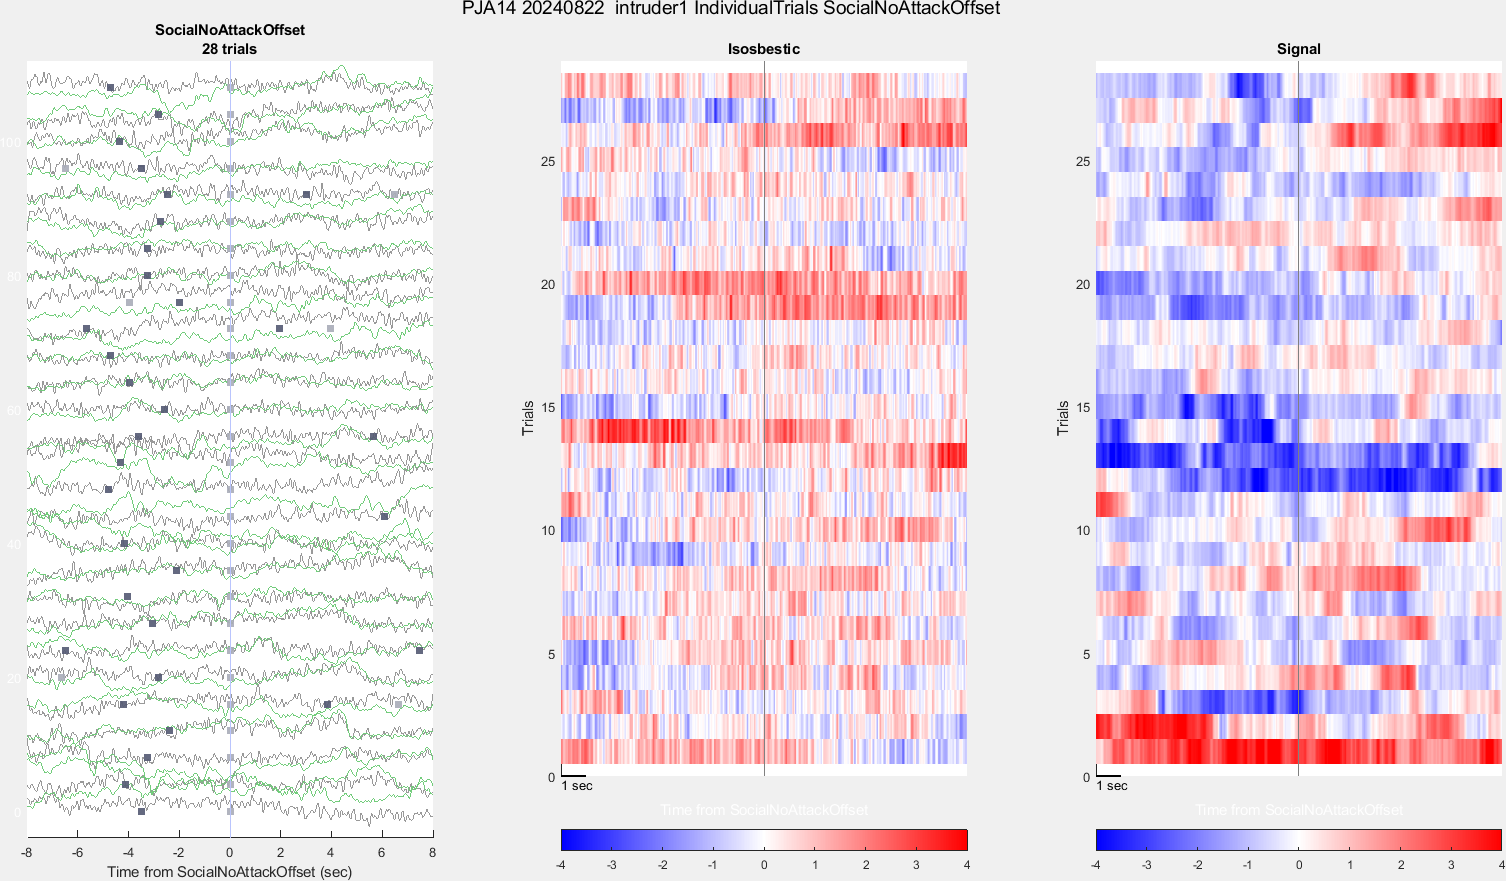 PJA14 20240822  intruder1 IndividualTrials SocialNoAttackOffset
SocialNoAttackOffset
28 trials
100
80
60
40
20
0
-8 -6 -4 -2 0 2 4 6 8
Time from SocialNoAttackOffset (sec)
Isosbestic
Trials
25
20
15
10
5
0
1 sec
Time from SocialNoAttackOffset
-4 -3 -2 -1 0 1 2 3 4
Signal
Trials
25
20
15
10
5
0
1 sec
Time from SocialNoAttackOffset
-4 -3 -2 -1 0 1 2 3 4